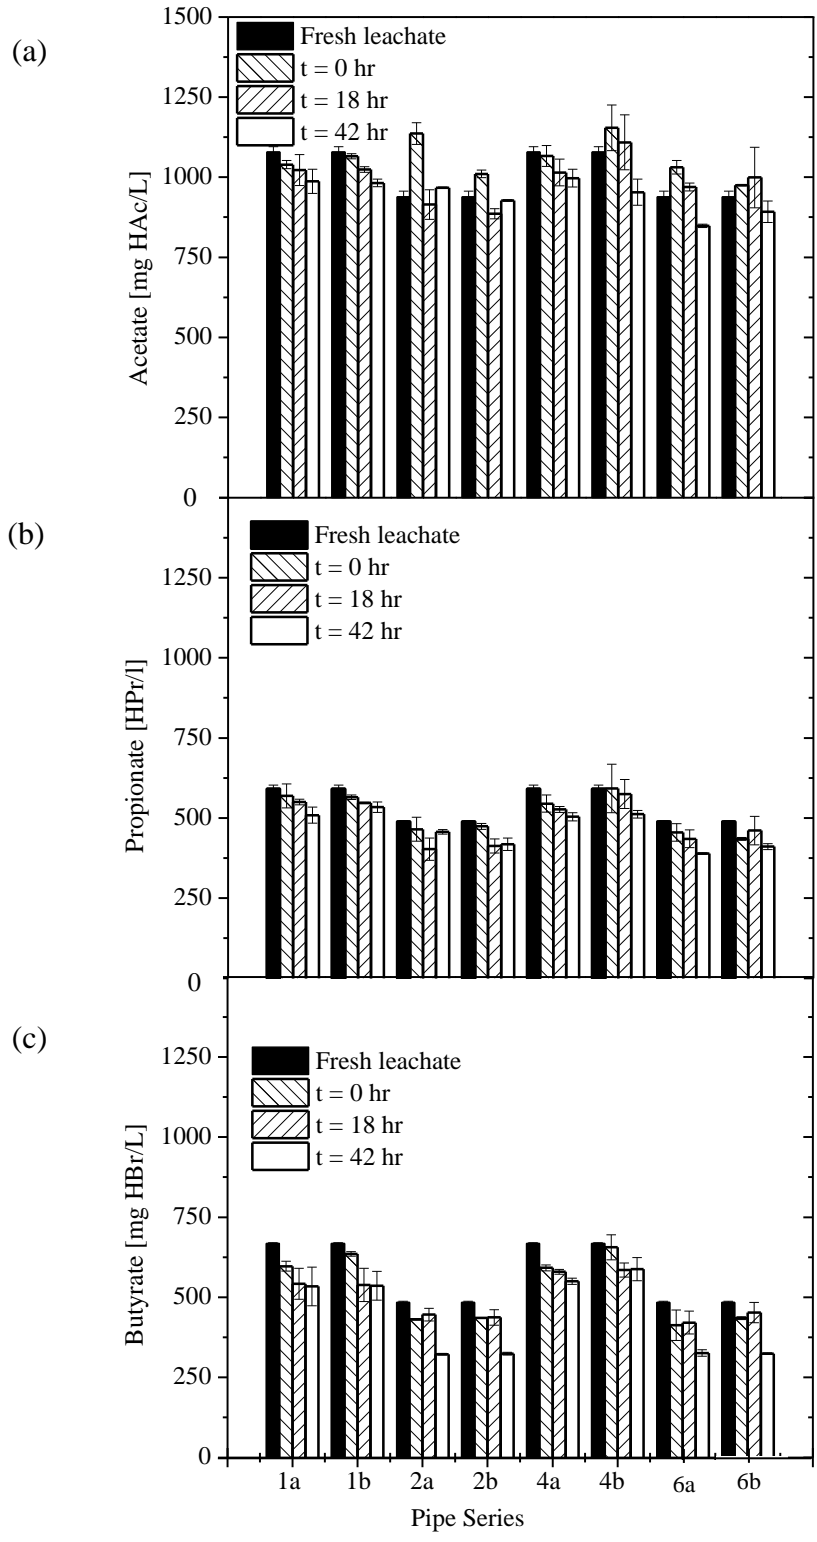 (a)
1500
1250
1000
750
500
250
0
Acetate [mg HAc/L]
Fresh leachate
t = 0 hr
t = 18 hr
t = 42 hr
(b)
1250
1000
750
500
250
0
Propionate [HPr/l]
Fresh leachate
t = 0 hr
t = 18 hr
t = 42 hr
(c)
1250
1000
750
500
250
0
Butyrate [mg HBr/L]
Fresh leachate
t = 0 hr
t = 18 hr
t = 42 hr
1a 1b 2a 2b 4a 4b 6a 6b
Pipe Series